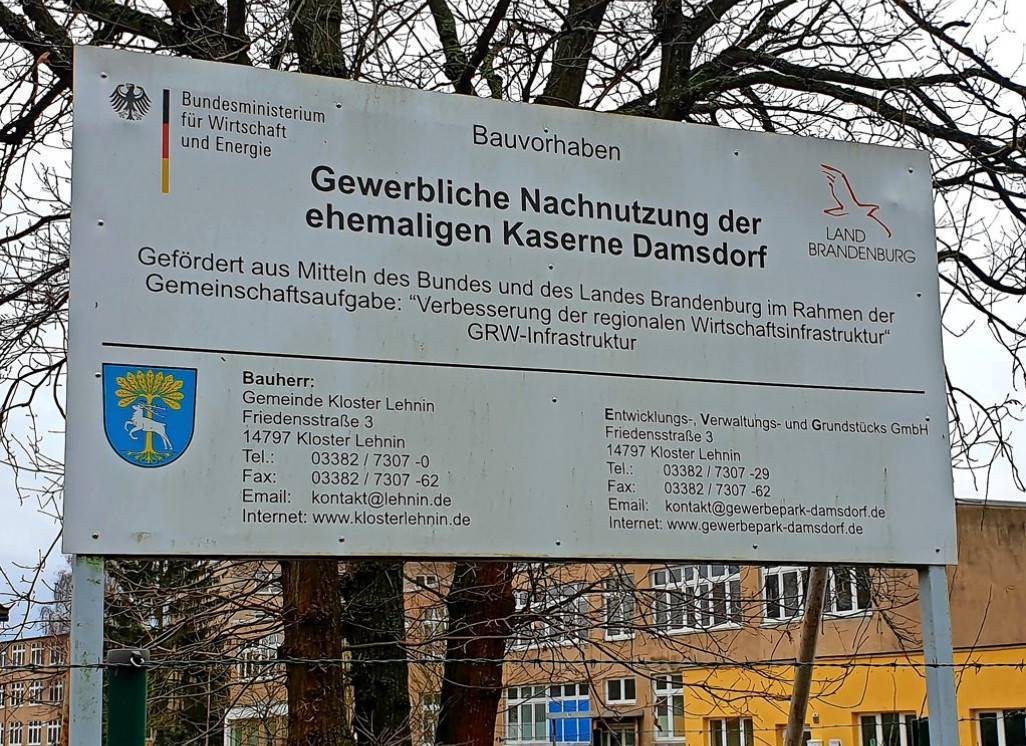 Bundesministerium
für Wirtschaft
und Energie
Bauvorhaben
Gewerbliche Nachnutzung der
ehemaligen Kaserne Damsdorf
LAND
BRANDENBURG
Gefördert aus Mitteln des Bundes und des Landes Brandenburg im Rahmen der
Gemeinschaftsaufgabe: “Verbesserung der regionalen Wirtschaftsinfrastruktur“
GRW-Infrastruktur
Bauherr:
Gemeinde Kloster Lehnin
Friedensstraße 3
14797 Kloster Lehnin
Tel.: 03382 / 7307 -0
Fax: 03382 / 7307 -62
Email: kontakt@lehnin.de
Internet: www.klosterlehnin.de
Entwicklungs-, Verwaltungs- und Grundstücks GmbH
Friedensstraße 3
14797 Kloster Lehnin
Tel.: 03382 / 7307 -29
Fax: 03382 / 7307 -62
Email: kontakt@gewerbepark-damsdorf.de
Internet: www.gewerbepark-damsdorf.de